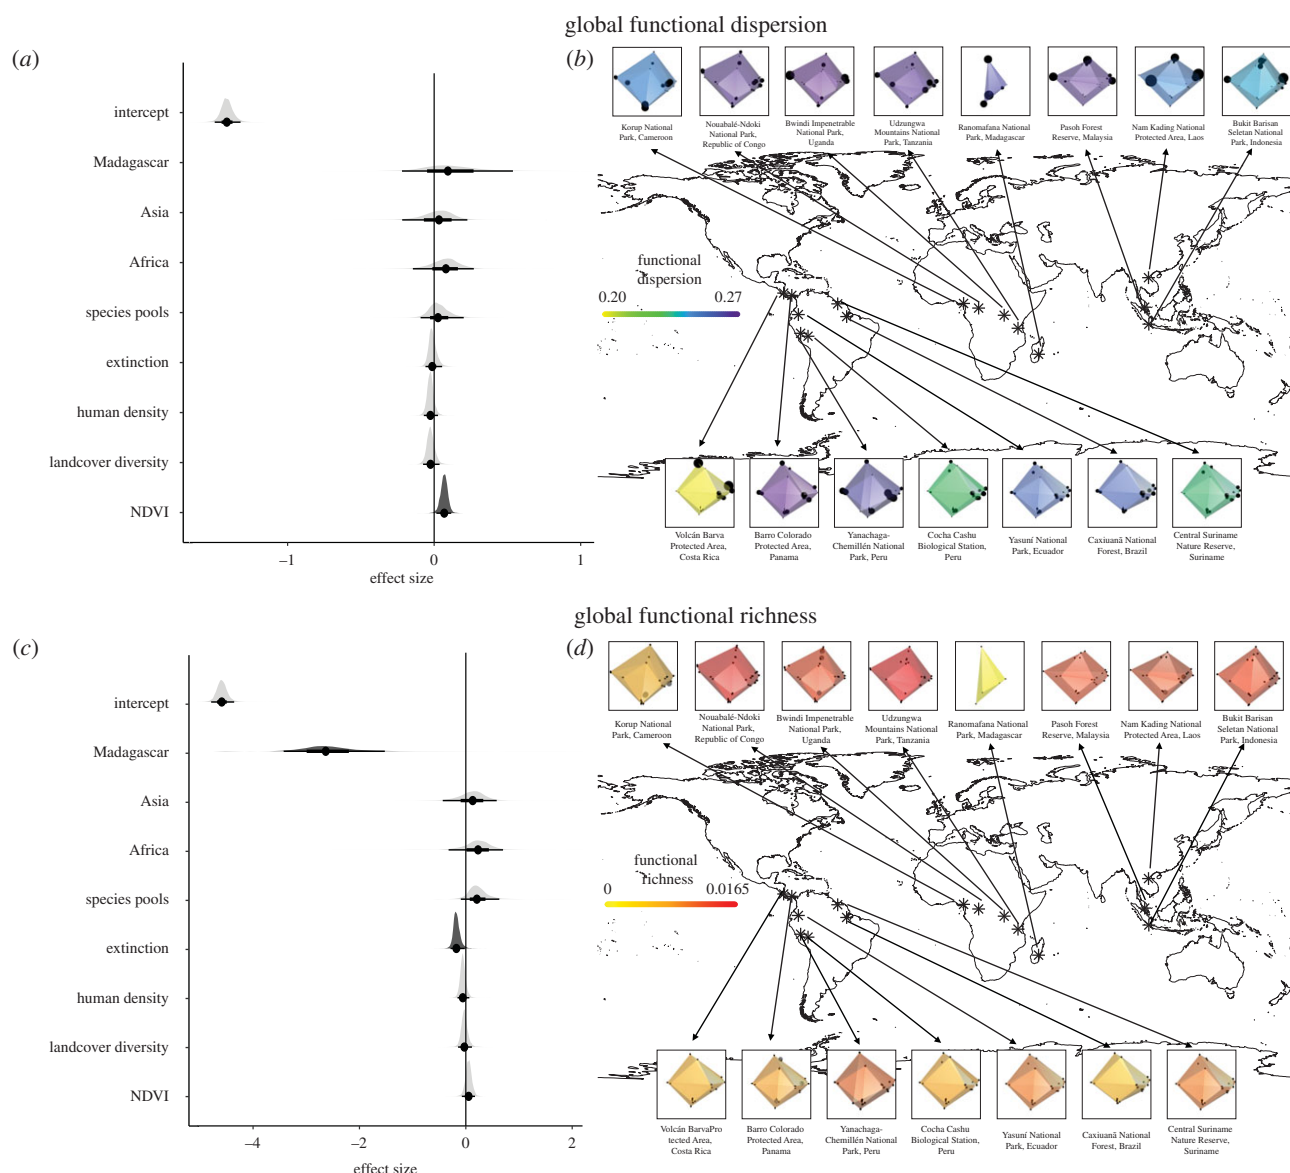 global functional dispersion
(a)
intercept
Madagascar
Asia
Africa
species pools
extinction
human density
landcover diversity
NDVI
–1
0
1
effect size
(b)
Korup National
Park, Cameroon
Nouabalé-Ndoki
National Park,
Republic of Congo
Bwindi Impenetrable
National Park,
Uganda
Udzungwa
Mountains National
Park, Tanzania
Ranomafana National
Park, Madagascar
Pasoh Forest
Reserve, Malaysia
Nam Kading National
Protected Area, Laos
Bukit Barisan
Seletan National
Park, Indonesia
functional
dispersion
0.20
0.27
Volcán Barva
Protected Area,
Costa Rica
Barro Colorado
Protected Area,
Panama
Yanachaga-
Chemillén National
Park, Peru
Cocha Cashu
Biological Station,
Peru
Yasuní National
Park, Ecuador
Caxiuanã National
Forest, Brazil
Central Suriname
Nature Reserve,
Suriname
global functional richness
(c)
intercept
Madagascar
Asia
Africa
species pools
extinction
human density
landcover diversity
NDVI
–4
–2
0
2
effect size
(d)
Korup National
Park, Cameroon
Nouabalé-Ndoki
National Park,
Republic of Congo
Bwindi Impenetrable
National Park,
Uganda
Udzungwa
Mountains National
Park, Tanzania
Ranomafana National
Park, Madagascar
Pasoh Forest
Reserve, Malaysia
Nam Kading National
Protected Area, Laos
Bukit Barisan
Seletan National
Park, Indonesia
functional
richness
0
0.0165
Volcán BarvaPro
tected Area,
Costa Rica
Barro Colorado
Protected Area,
Panama
Yanachaga-
Chemillén National
Park, Peru
Cocha Cashu
Biological Station,
Peru
Yasuní National
Park, Ecuador
Caxiuanã National
Forest, Brazil
Central Suriname
Nature Reserve,
Suriname